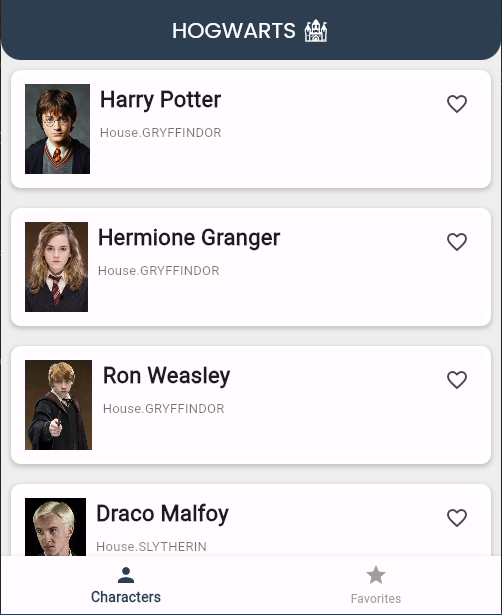 HOGWARTS
Harry Potter
House.GRYFFINDOR
Hermione Granger
House.GRYFFINDOR
Ron Weasley
House.GRYFFINDOR
Draco Malfoy
House.SLYTHERIN
Characters
Favorites